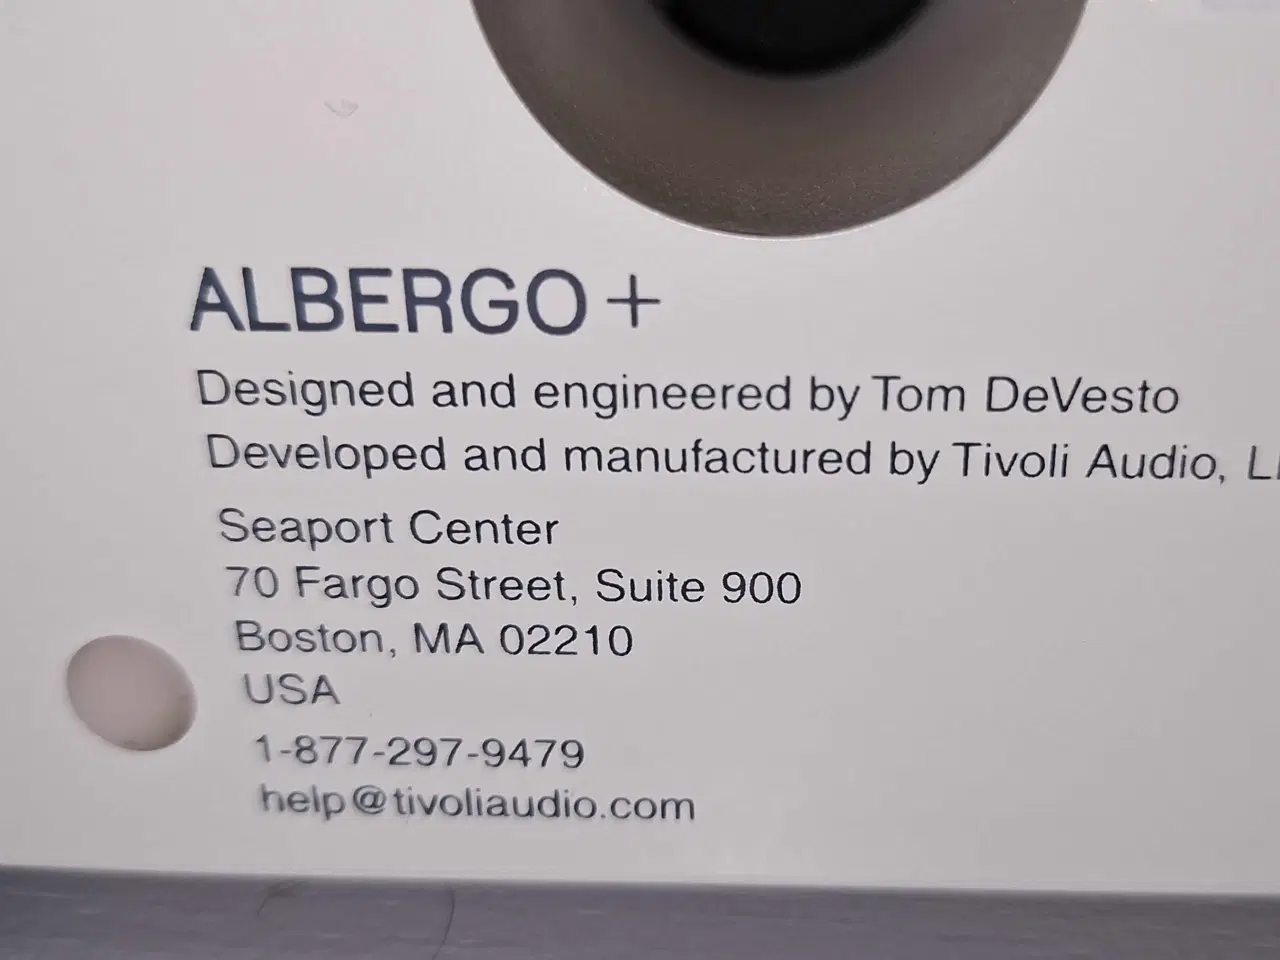 ALBERGO +
Designed and engineered by Tom DeVesto
Developed and manufactured by Tivoli Audio,
Seaport Center
70 Fargo Street, Suite 900
Boston, MA 02210
USA
1-877-297-9479
help@tivoliaudio.com